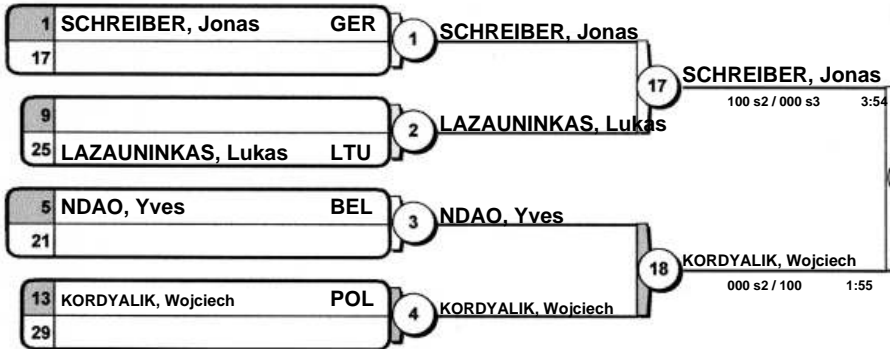 1 SCHREIBER, Jonas GER
17
1 SCHREIBER, Jonas
9
25 LAZAUNINKAS, Lukas LTU
2 LAZAUNINKAS, Lukas
17 SCHREIBER, Jonas
100 s2 / 000 s3 3:54
5 NDAO, Yves BEL
21
3 NDAO, Yves
13 KORDYALIK, Wojciech POL
29
4 KORDYALIK, Wojciech
18 KORDYALIK, Wojciech
000 s2 / 100 1:55